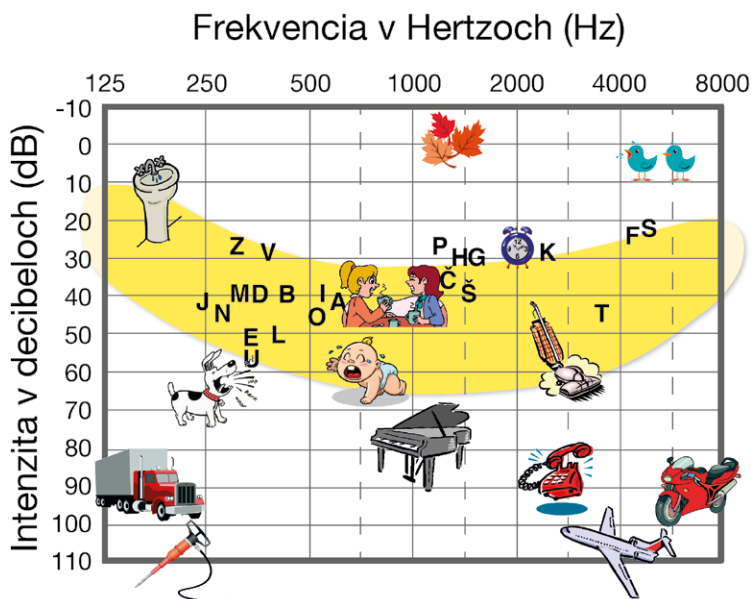 Frekvencia v Hertzoch (Hz)
125 250 500 1000 2000 4000 8000
Intenzita v decibeloch (dB)
-10
0
10
20
30
40
50
60
70
80
90
100
110
Z V P H G K F S
J M D B I A Č Š
N O T
E L
U